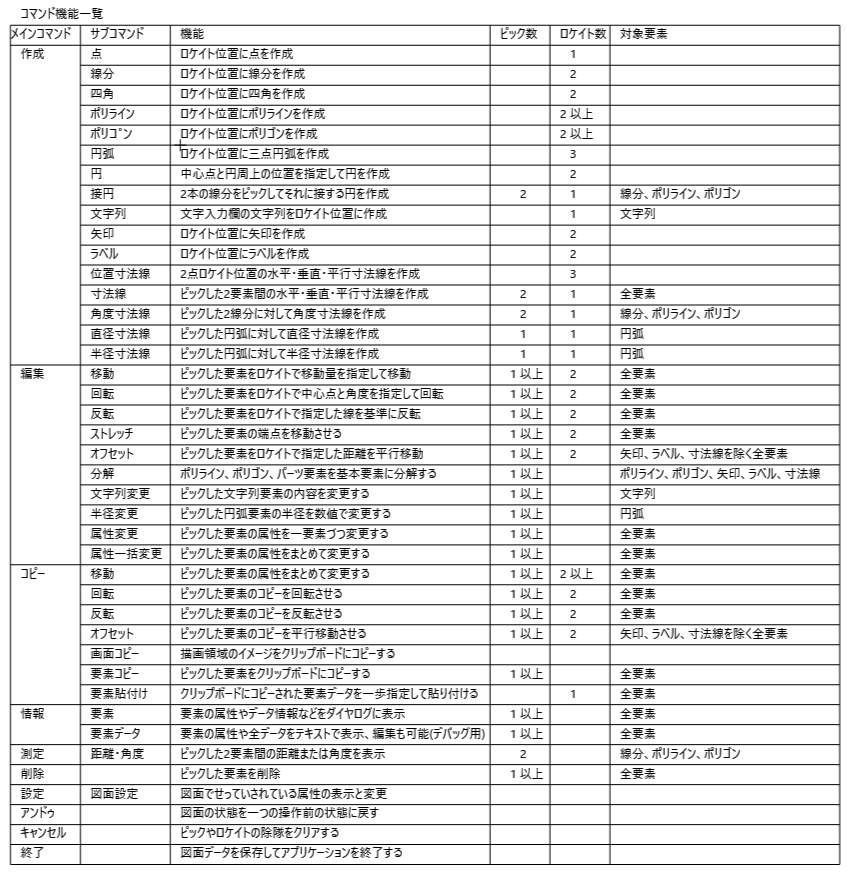 コマンド機能一覧
メインコマンド サブコマンド 機能 ピック数 ロケイト数 対象要素
作成 点 ロケイト位置に点を作成 1
線分 ロケイト位置に線分を作成 2
四角 ロケイト位置に四角を作成 2
ポリライン ロケイト位置にポリラインを作成 2以上
ポリゴン ロケイト位置にポリゴンを作成 2以上
円弧 ロケイト位置に三点円弧を作成 3
円 中心点と円周上の位置を指定して円を作成 2
接円 2本の線分をピックしてそれに接する円を作成 2 1 線分、ポリライン、ポリゴン
文字列 文字入力欄の文字列をロケイト位置に作成 1 文字列
矢印 ロケイト位置に矢印を作成 2
ラベル ロケイト位置にラベルを作成 2
位置寸法線 2点ロケイト位置の水平・垂直・平行寸法線を作成 3
寸法線 ピックした2要素間の水平・垂直・平行寸法線を作成 2 1 全要素
角度寸法線 ピックした2線分に対して角度寸法線を作成 2 1 線分、ポリライン、ポリゴン
直径寸法線 ピックした円弧に対して直径寸法線を作成 1 1 円弧
半径寸法線 ピックした円弧に対して半径寸法線を作成 1 1 円弧
編集 移動 ピックした要素をロケイトで移動量を指定して移動 1以上 2 全要素
回転 ピックした要素をロケイトで中心点と角度を指定して回転 1以上 2 全要素
反転 ピックした要素をロケイトで指定した線を基準に反転 1以上 2 全要素
ストレッチ ピックした要素の端点を移動させる 1以上 2 全要素
オフセット ピックした要素をロケイトで指定した距離を平行移動 1以上 2 矢印、ラベル、寸法線を除く全要素
分解 ポリライン、ポリゴン、パーツ要素を基本要素に分解する 1以上 ポリライン、ポリゴン、矢印、ラベル、寸法線
文字列変更 ピックした文字列要素の内容を変更する 1以上 文字列
半径変更 ピックした円弧要素の半径を数値で変更する 1以上 円弧
属性変更 ピックした要素の属性を一要素づつ変更する 1以上 全要素
属性一括変更 ピックした要素の属性をまとめて変更する 1以上 全要素
コピー 移動 ピックした要素の属性をまとめて変更する 1以上 2以上 全要素
回転 ピックした要素のコピーを回転させる 1以上 2 全要素
反転 ピックした要素のコピーを反転させる 1以上 2 全要素
オフセット ピックした要素のコピーを平行移動させる 1以上 2 矢印、ラベル、寸法線を除く全要素
画面コピー 描画領域のイメージをクリップボードにコピーする
要素コピー ピックした要素をクリップボードにコピーする 1以上 全要素
要素貼付け クリップボードにコピーされた要素データを一歩指定して貼り付ける 1 全要素
情報 要素 要素の属性やデータ情報などをダイヤログに表示 1以上 全要素
要素データ 要素の属性や全データをテキストで表示、編集も可能(デバッグ用) 1以上 全要素
測定 距離・角度 ピックした2要素間の距離または角度を表示 2 線分、ポリライン、ポリゴン
削除 ピックした要素を削除 1以上 全要素
設定 図面設定 図面でせっていされている属性の表示と変更
アンドゥ 図面の状態を一つの操作前の状態に戻す
キャンセル ピックやロケイトの除隊をクリアする
終了 図面データを保存してアプリケーションを終了する